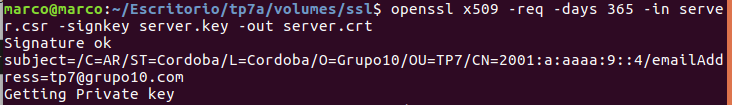 marco@marco:~/Escritorio/tp7a/volumes/ssl$ openssl x509 -req -days 365 -in serve
r.csr -signkey server.key -out server.crt
Signature ok
subject=/C=AR/ST=Cordoba/L=Cordoba/O=Grupo10/OU=TP7/CN=2001:a:aaaa:9::4/emailAdd
ress=tp7@grupo10.com
Getting Private key